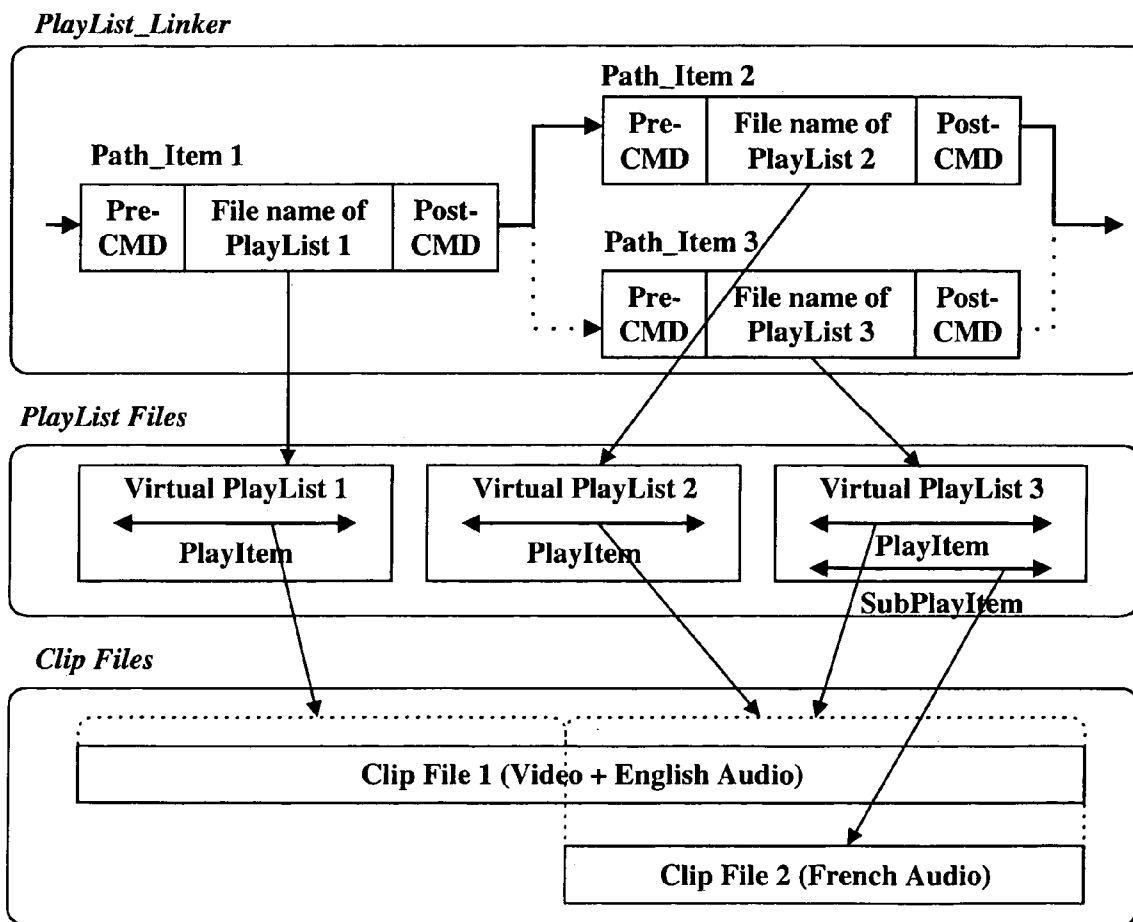 PlayList_Linker
Path_Item 2
Pre-
CMD
File name of
PlayList 2
Post-
CMD
Path_Item 1
Pre-
CMD
File name of
PlayList 1
Post-
CMD
Path_Item 3
Pre-
CMD
File name of
PlayList 3
Post-
CMD
PlayList Files
Virtual PlayList 1
PlayItem
Virtual PlayList 2
PlayItem
Virtual PlayList 3
PlayItem
SubPlayItem
Clip Files
Clip File 1 (Video + English Audio)
Clip File 2 (French Audio)